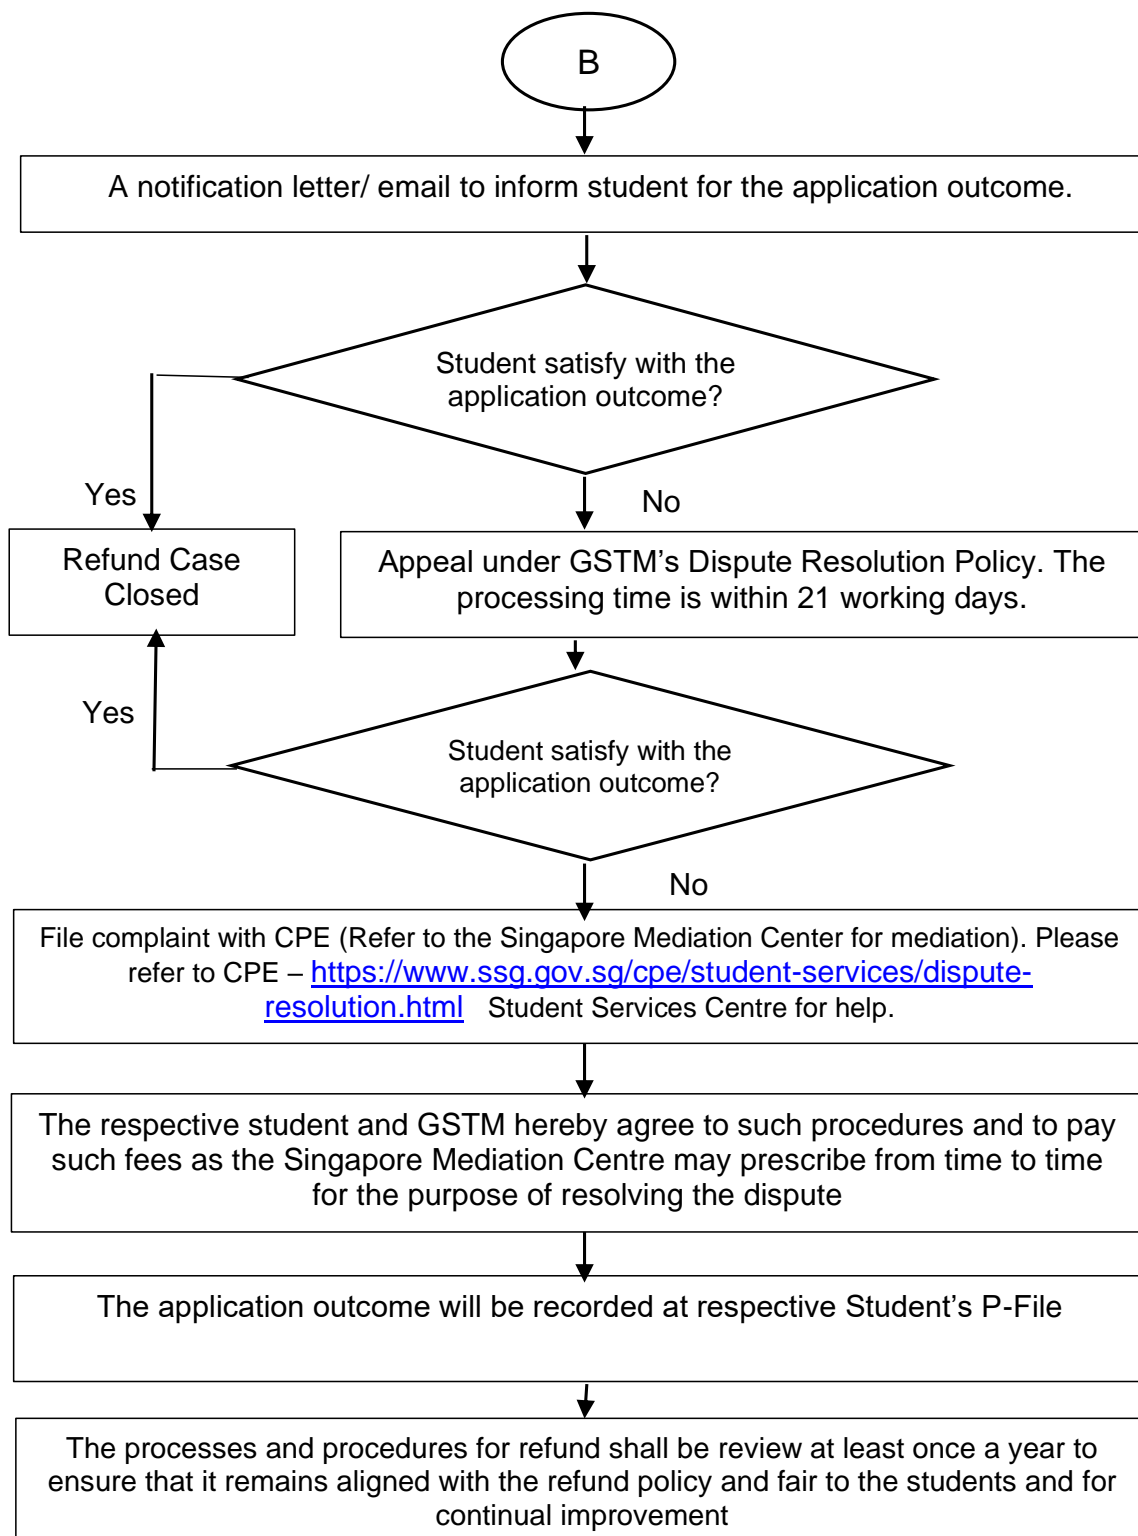 B
A notification letter/ email to inform student for the application outcome.
Student satisfy with the
application outcome?
Yes
No
Refund Case
Closed
Appeal under GSTM’s Dispute Resolution Policy. The
processing time is within 21 working days.
Yes
Student satisfy with the
application outcome?
No
File complaint with CPE (Refer to the Singapore Mediation Center for mediation). Please
refer to CPE – https://www.ssg.gov.sg/cpe/student-services/dispute-
resolution.html Student Services Centre for help.
The respective student and GSTM hereby agree to such procedures and to pay
such fees as the Singapore Mediation Centre may prescribe from time to time
for the purpose of resolving the dispute
The application outcome will be recorded at respective Student’s P-File
The processes and procedures for refund shall be review at least once a year to
ensure that it remains aligned with the refund policy and fair to the students and for
continual improvement